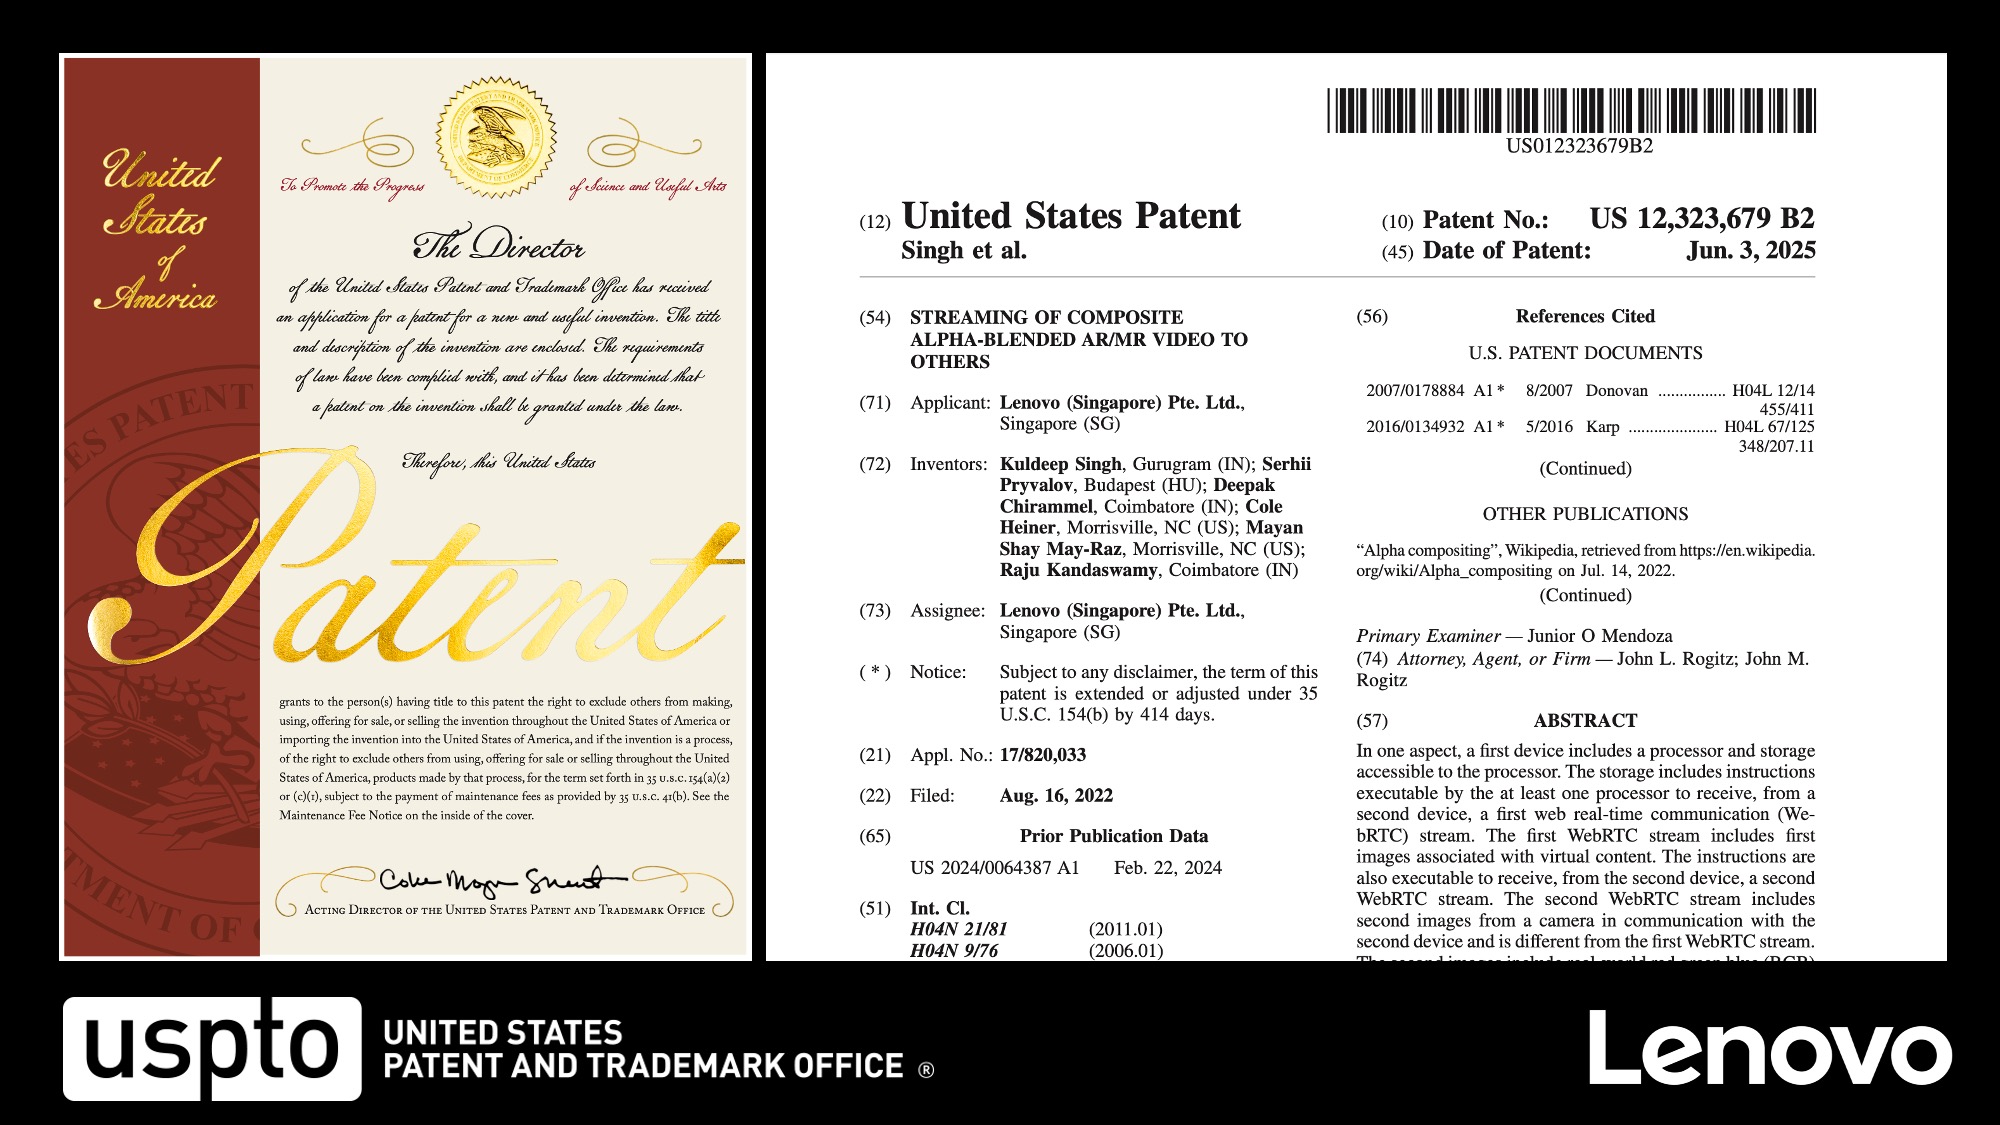 United
States
of
America
To Promote the Progress
of Science and Useful Arts
The Director
of the United States Patent and Trademark Office has received
an application for a patent for a new and useful invention. The title
and description of the invention are enclosed. The requirements
of law have been complied with, and it has been determined that
a patent on the invention shall be granted under the law.
Therefore, this United States
Patent
grants to the person(s) having title to this patent the right to exclude others from making,
using, offering for sale, or selling the invention throughout the United States of America or
importing the invention into the United States of America, and if the invention is a process,
of the right to exclude others from using, offering for sale or selling throughout the United
States of America, products made by that process, for the term set forth in 35 U.S.C. 154(a)(2)
or (c)(1), subject to the payment of maintenance fees as provided by 35 U.S.C. 41(b). See the
Maintenance Fee Notice on the inside of the cover.
ACTING DIRECTOR OF THE UNITED STATES PATENT AND TRADEMARK OFFICE
US012323679B2
(12) United States Patent
Singh et al.
(10) Patent No.: US 12,323,679 B2
(45) Date of Patent: Jun. 3, 2025
(54) STREAMING OF COMPOSITE
ALPHA-BLENDED AR/MR VIDEO TO
OTHERS
(71) Applicant: Lenovo (Singapore) Pte. Ltd.,
Singapore (SG)
(72) Inventors: Kuldeep Singh, Gurugram (IN); Serhii
Pryvalov, Budapest (HU); Deepak
Chirammel, Coimbatore (IN); Cole
Heiner, Morrisville, NC (US); Mayan
Shay May-Raz, Morrisville, NC (US);
Raju Kandaswamy, Coimbatore (IN)
(73) Assignee: Lenovo (Singapore) Pte. Ltd.,
Singapore (SG)
( * ) Notice: Subject to any disclaimer, the term of this
patent is extended or adjusted under 35
U.S.C. 154(b) by 414 days.
(21) Appl. No.: 17/820,033
(22) Filed: Aug. 16, 2022
(65) Prior Publication Data
US 2024/0064387 A1 Feb. 22, 2024
(51) Int. Cl.
H04N 21/81 (2011.01)
H04N 9/76 (2006.01)
(56) References Cited
U.S. PATENT DOCUMENTS
2007/0178884 A1 * 8/2007 Donovan ................ H04L 12/14
455/411
2016/0134932 A1 * 5/2016 Karp ..................... H04L 67/125
348/207.11
(Continued)
OTHER PUBLICATIONS
“Alpha compositing”, Wikipedia, retrieved from https://en.wikipedia.
org/wiki/Alpha_compositing on Jul. 14, 2022.
(Continued)
Primary Examiner — Junior O Mendoza
(74) Attorney, Agent, or Firm — John L. Rogitz; John M.
Rogitz
(57) ABSTRACT
In one aspect, a first device includes a processor and storage
accessible to the processor. The storage includes instructions
executable by the at least one processor to receive, from a
second device, a first web real-time communication (We-
bRTC) stream. The first WebRTC stream includes first
images associated with virtual content. The instructions are
also executable to receive, from the second device, a second
WebRTC stream. The second WebRTC stream includes
second images from a camera in communication with the
second device and is different from the first WebRTC stream.
The second images include real-world red green blue (RGB)
uspto
UNITED STATES
PATENT AND TRADEMARK OFFICE ®
Lenovo